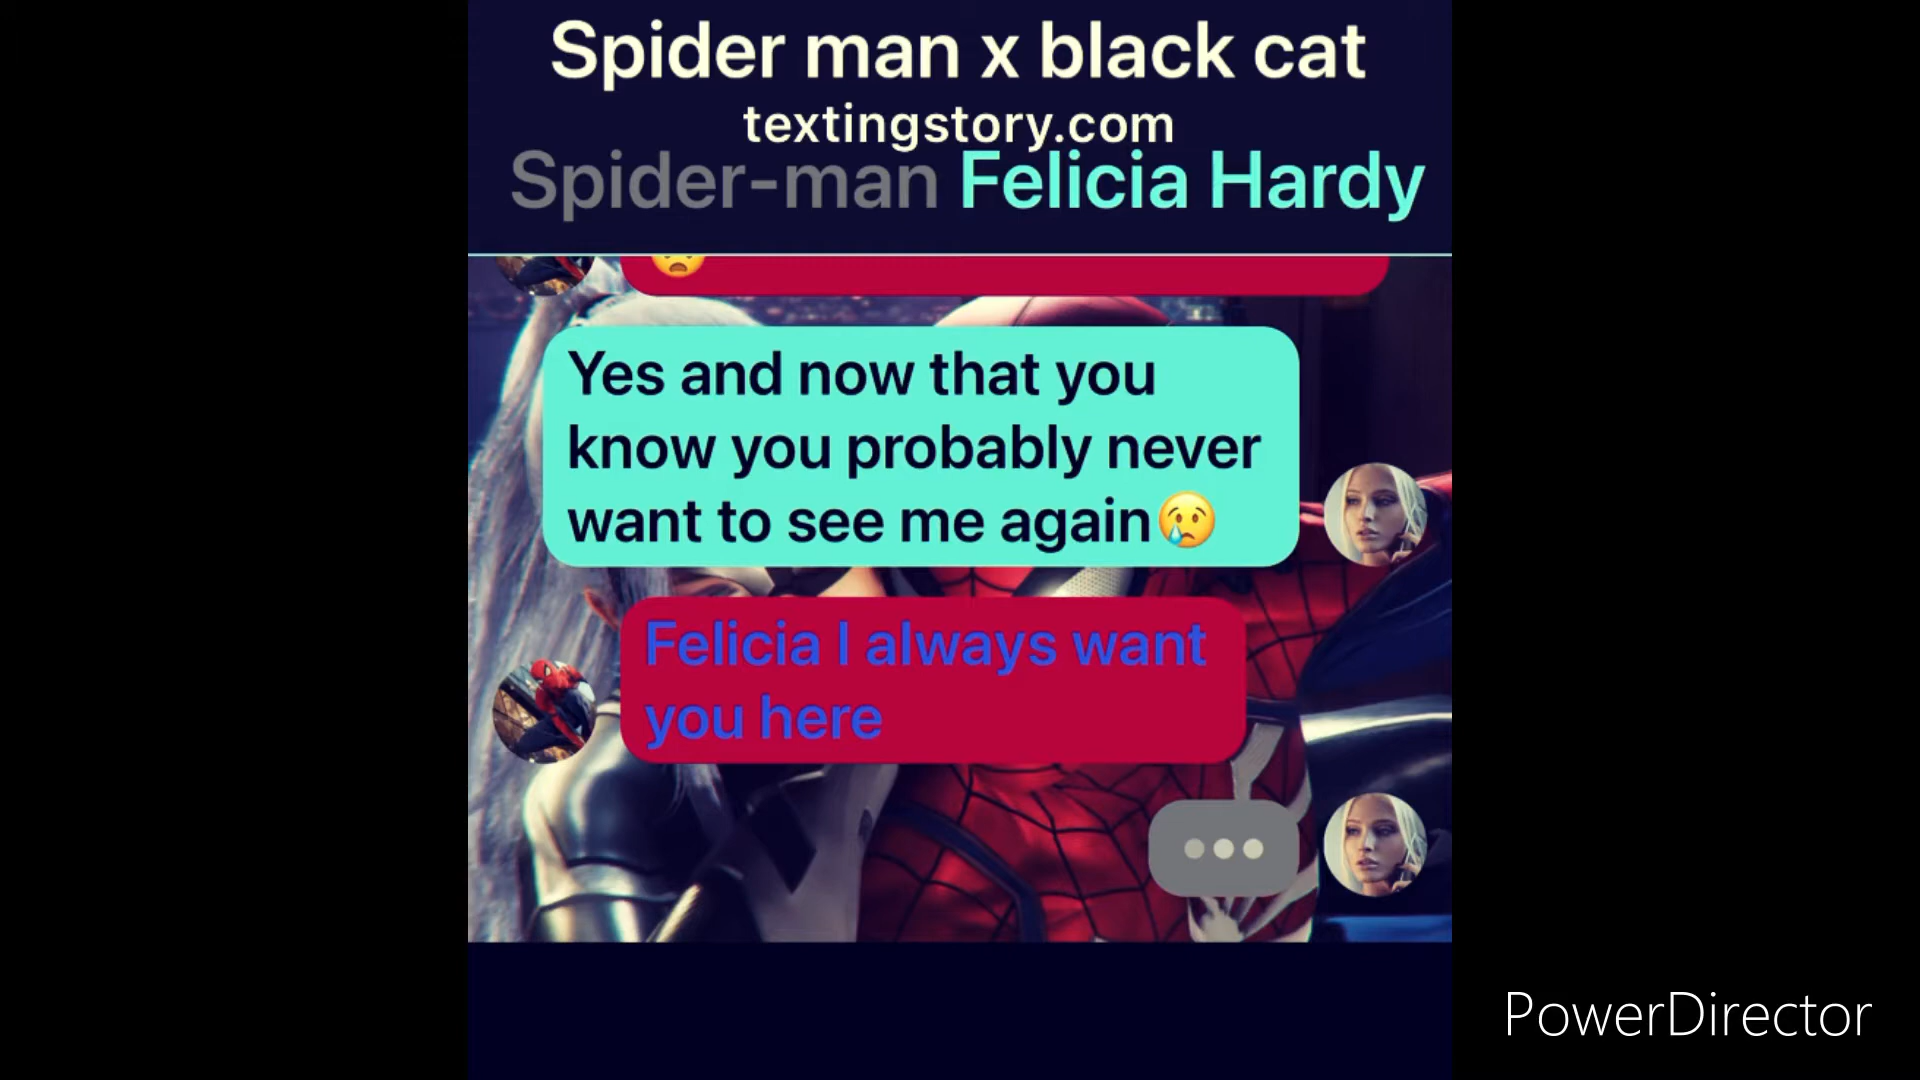 Spider man x black cat
textingstory.com
Spider-man Felicia Hardy
Yes and now that you
know you probably never
want to see me again😢
Felicia I always want
you here
PowerDirector